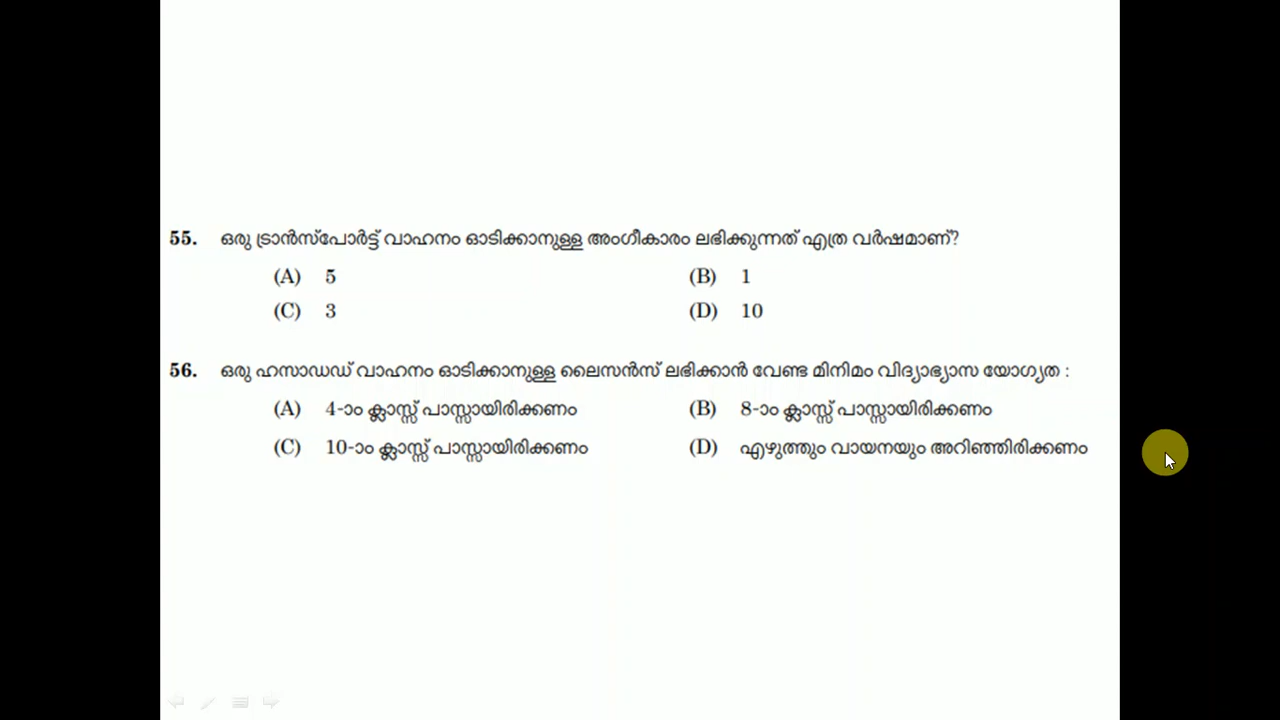 55. ഒരു ട്രാൻസ്പോർട്ട് വാഹനം ഓടിക്കാനുള്ള അംഗീകാരം ലഭിക്കുന്നത് എത്ര വർഷമാണ്?
(A) 5 (B) 1
(C) 3 (D) 10
56. ഒരു ഹസാഡഡ് വാഹനം ഓടിക്കാനുള്ള ലൈസൻസ് ലഭിക്കാൻ വേണ്ട മിനിമം വിദ്യാഭ്യാസ യോഗ്യത :
(A) 4-ാം ക്ലാസ്സ് പാസ്സായിരിക്കണം (B) 8-ാം ക്ലാസ്സ് പാസ്സായിരിക്കണം
(C) 10-ാം ക്ലാസ്സ് പാസ്സായിരിക്കണം (D) എഴുത്തും വായനയും അറിഞ്ഞിരിക്കണം